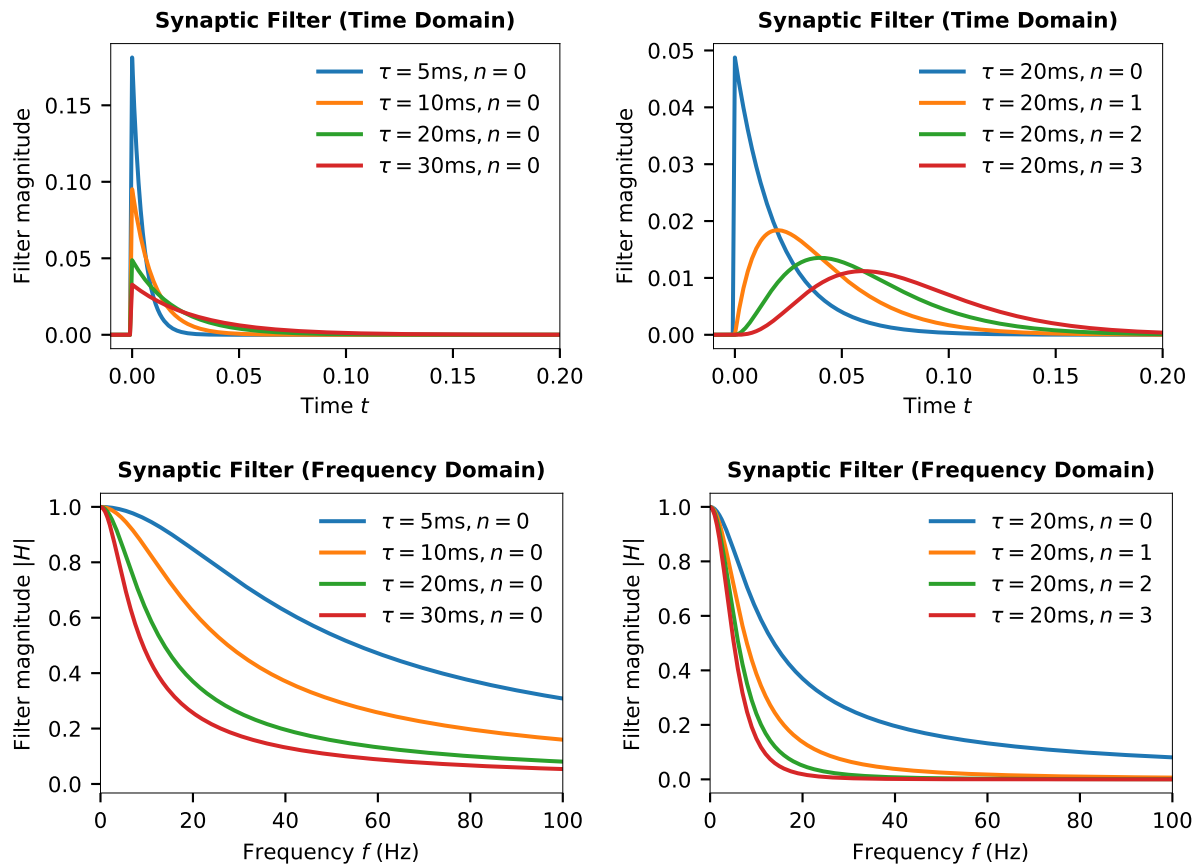 Synaptic Filter (Time Domain)
Filter magnitude
0.15
0.10
0.05
0.00
τ = 5ms, n = 0
τ = 10ms, n = 0
τ = 20ms, n = 0
τ = 30ms, n = 0
0.00 0.05 0.10 0.15 0.20
Time t
Synaptic Filter (Time Domain)
Filter magnitude
0.05
0.04
0.03
0.02
0.01
0.00
τ = 20ms, n = 0
τ = 20ms, n = 1
τ = 20ms, n = 2
τ = 20ms, n = 3
0.00 0.05 0.10 0.15 0.20
Time t
Synaptic Filter (Frequency Domain)
Filter magnitude |H|
1.0
0.8
0.6
0.4
0.2
0.0
τ = 5ms, n = 0
τ = 10ms, n = 0
τ = 20ms, n = 0
τ = 30ms, n = 0
0 20 40 60 80 100
Frequency f (Hz)
Synaptic Filter (Frequency Domain)
Filter magnitude |H|
1.0
0.8
0.6
0.4
0.2
0.0
τ = 20ms, n = 0
τ = 20ms, n = 1
τ = 20ms, n = 2
τ = 20ms, n = 3
0 20 40 60 80 100
Frequency f (Hz)